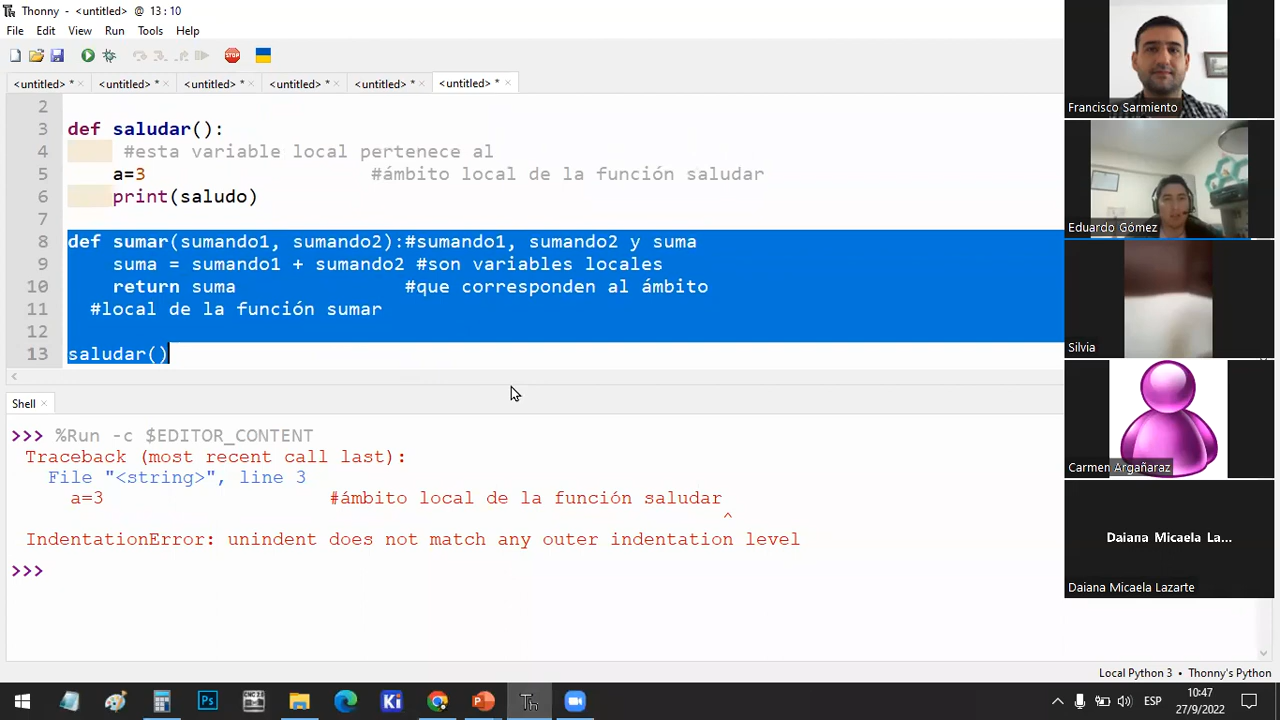 Thonny - <untitled> @ 13:10
File Edit View Run Tools Help
<untitled> * <untitled> * <untitled> * <untitled> * <untitled> * <untitled> *
2
3 def saludar():
4 #esta variable local pertenece al
5 a=3 #ámbito local de la función saludar
6 print(saludo)
7
8 def sumar(sumando1, sumando2):#sumando1, sumando2 y suma
9 suma = sumando1 + sumando2 #son variables locales
10 return suma #que corresponden al ámbito
11 #local de la función sumar
12
13 saludar()
Shell
>>> %Run -c $EDITOR_CONTENT
Traceback (most recent call last):
File "<string>", line 3
a=3 #ámbito local de la función saludar
^
IndentationError: unindent does not match any outer indentation level
>>>
Francisco Sarmiento
Eduardo Gómez
Silvia
Carmen Argañaraz
Daiana Micaela La...
Daiana Micaela Lazarte
Local Python 3 • Thonny's Python
Ps Ki Th ESP 10:47
27/9/2022